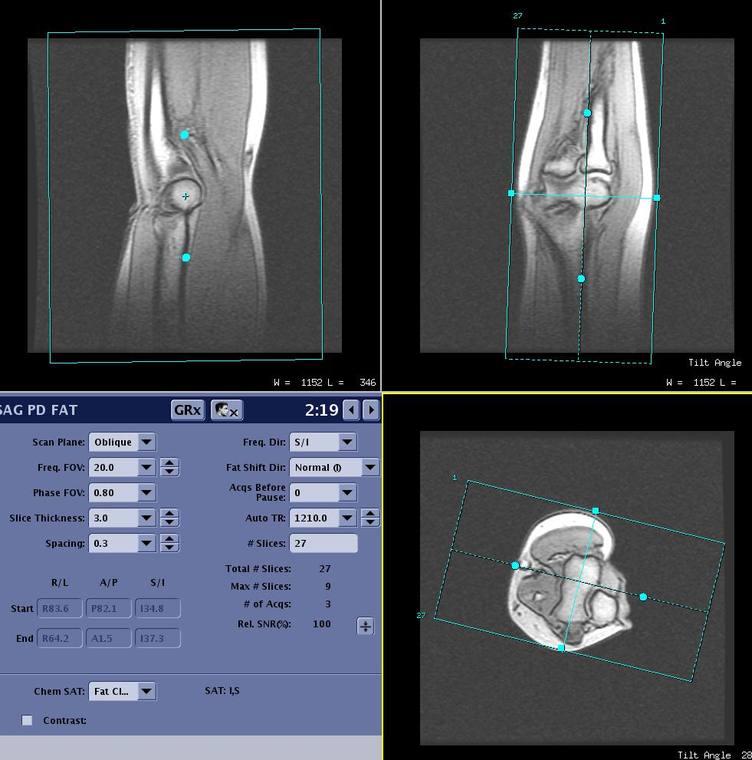 27
1
W = 1152 L = 346
Tilt Angle
W = 1152 L =
SAG PD FAT
GRx
x
2:19
Scan Plane: Oblique
Freq. Dir: S/I
Freq. FOV: 20.0
Fat Shift Dir: Normal (I)
Phase FOV: 0.80
Acqs Before
Pause: 0
Slice Thickness: 3.0
Auto TR: 1210.0
Spacing: 0.3
# Slices: 27
Total # Slices: 27
R/L A/P S/I
Max # Slices: 9
Start R83.6 P82.1 I34.8
# of Acqs: 3
Rel. SNR(%): 100
End R64.2 A1.5 I37.3
Chem SAT: Fat Cl...
SAT: I,S
Contrast:
1
27
Tilt Angle 28